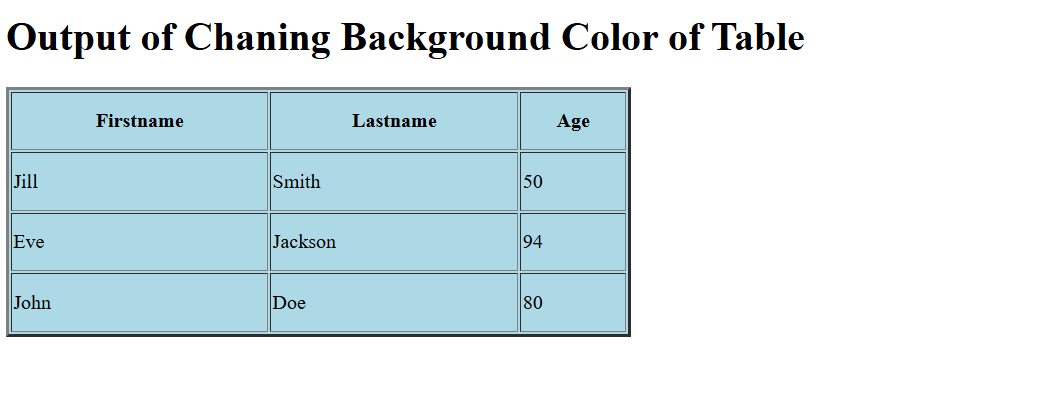 Output of Chaning Background Color of Table
Firstname Lastname Age
Jill Smith 50
Eve Jackson 94
John Doe 80